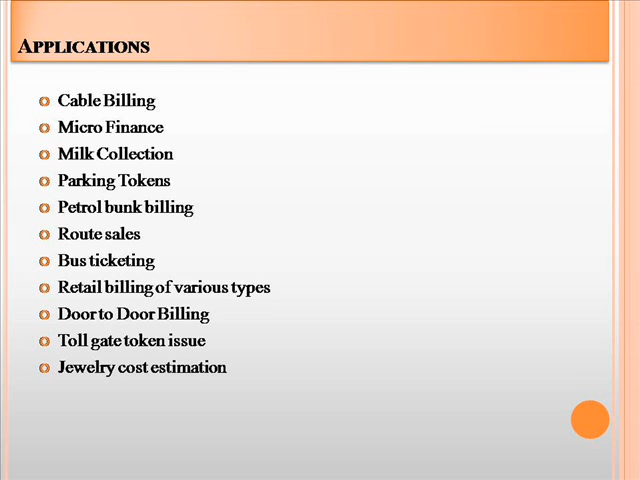 APPLICATIONS
Cable Billing
Micro Finance
Milk Collection
Parking Tokens
Petrol bunk billing
Route sales
Bus ticketing
Retail billing of various types
Door to Door Billing
Toll gate token issue
Jewelry cost estimation